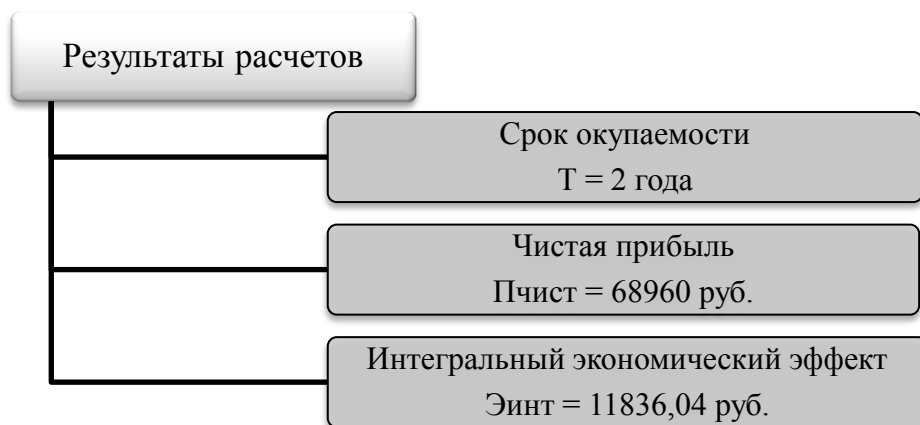 Результаты расчетов
Срок окупаемости
Т = 2 года
Чистая прибыль
Пчист = 68960 руб.
Интегральный экономический эффект
Эинт = 11836,04 руб.